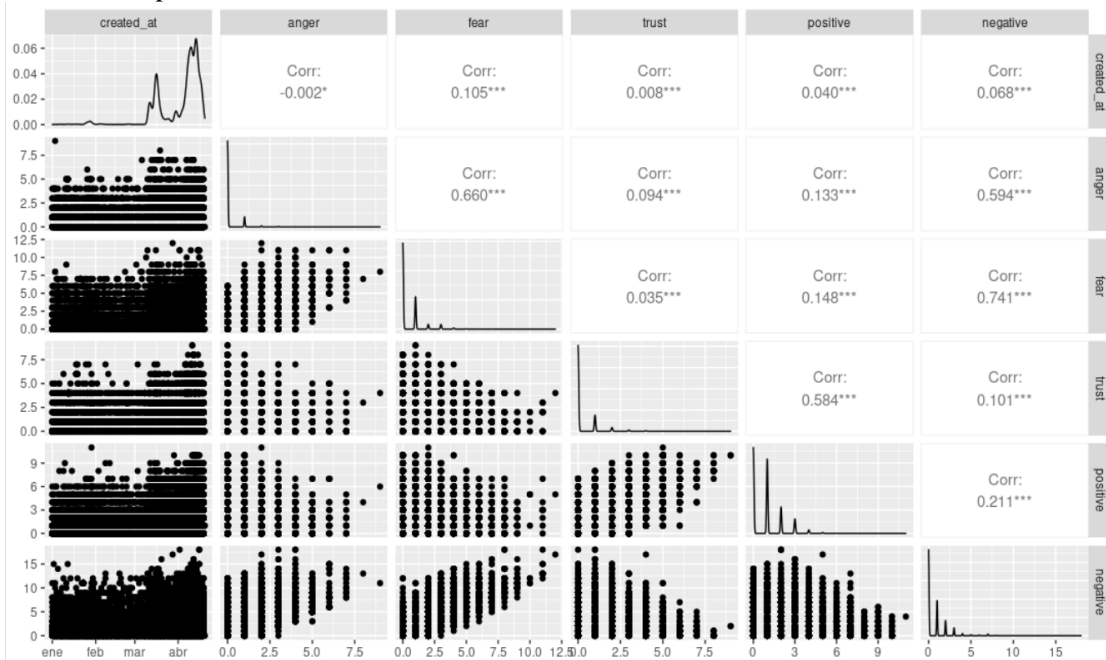 created_at anger fear trust positive negative
0.06
0.04
0.02
0.00
Corr:
-0.002*
Corr:
0.105***
Corr:
0.008***
Corr:
0.040***
Corr:
0.068***
created_at
7.5
5.0
2.5
0.0
Corr:
0.660***
Corr:
0.094***
Corr:
0.133***
Corr:
0.594***
anger
12.5
10.0
7.5
5.0
2.5
0.0
Corr:
0.035***
Corr:
0.148***
Corr:
0.741***
fear
7.5
5.0
2.5
0.0
Corr:
0.584***
Corr:
0.101***
trust
9
6
3
0
Corr:
0.211***
positive
15
10
5
0
negative
ene feb mar abr 0.0 2.5 5.0 7.5 0.0 2.5 5.0 7.5 10.0 12.5 0.0 2.5 5.0 7.5 0 3 6 9 0 5 10 15